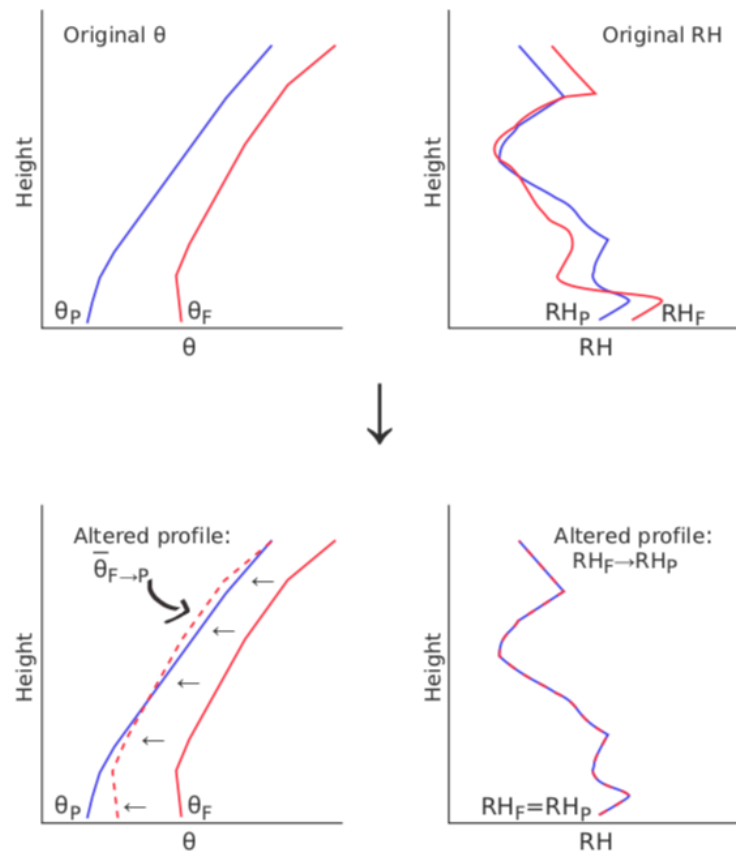 Original θ
Height
θP
θF
θ
Original RH
Height
RHP
RHF
RH
Altered profile:
θ̅F→P
Height
θP
θF
θ
Altered profile:
RHF→RHP
Height
RHF=RHP
RH